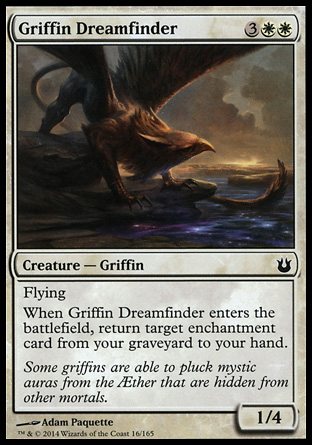 Griffin Dreamfinder 3
Creature — Griffin
Flying
When Griffin Dreamfinder enters the
battlefield, return target enchantment
card from your graveyard to your hand.
Some griffins are able to pluck mystic
auras from the Æther that are hidden from
other mortals.
Adam Paquette
™ & © 2014 Wizards of the Coast 16/165
1/4